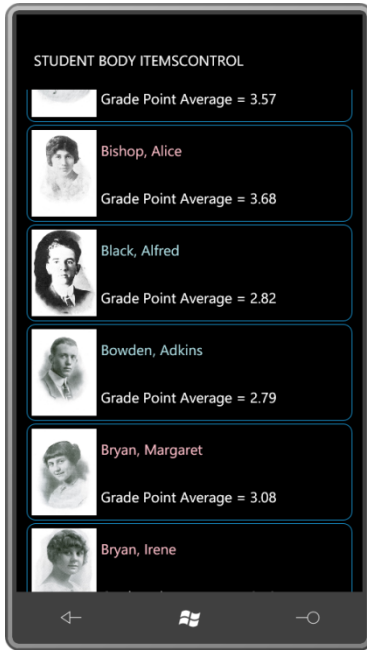 STUDENT BODY ITEMSCONTROL
Grade Point Average = 3.57
Bishop, Alice
Grade Point Average = 3.68
Black, Alfred
Grade Point Average = 2.82
Bowden, Adkins
Grade Point Average = 2.79
Bryan, Margaret
Grade Point Average = 3.08
Bryan, Irene